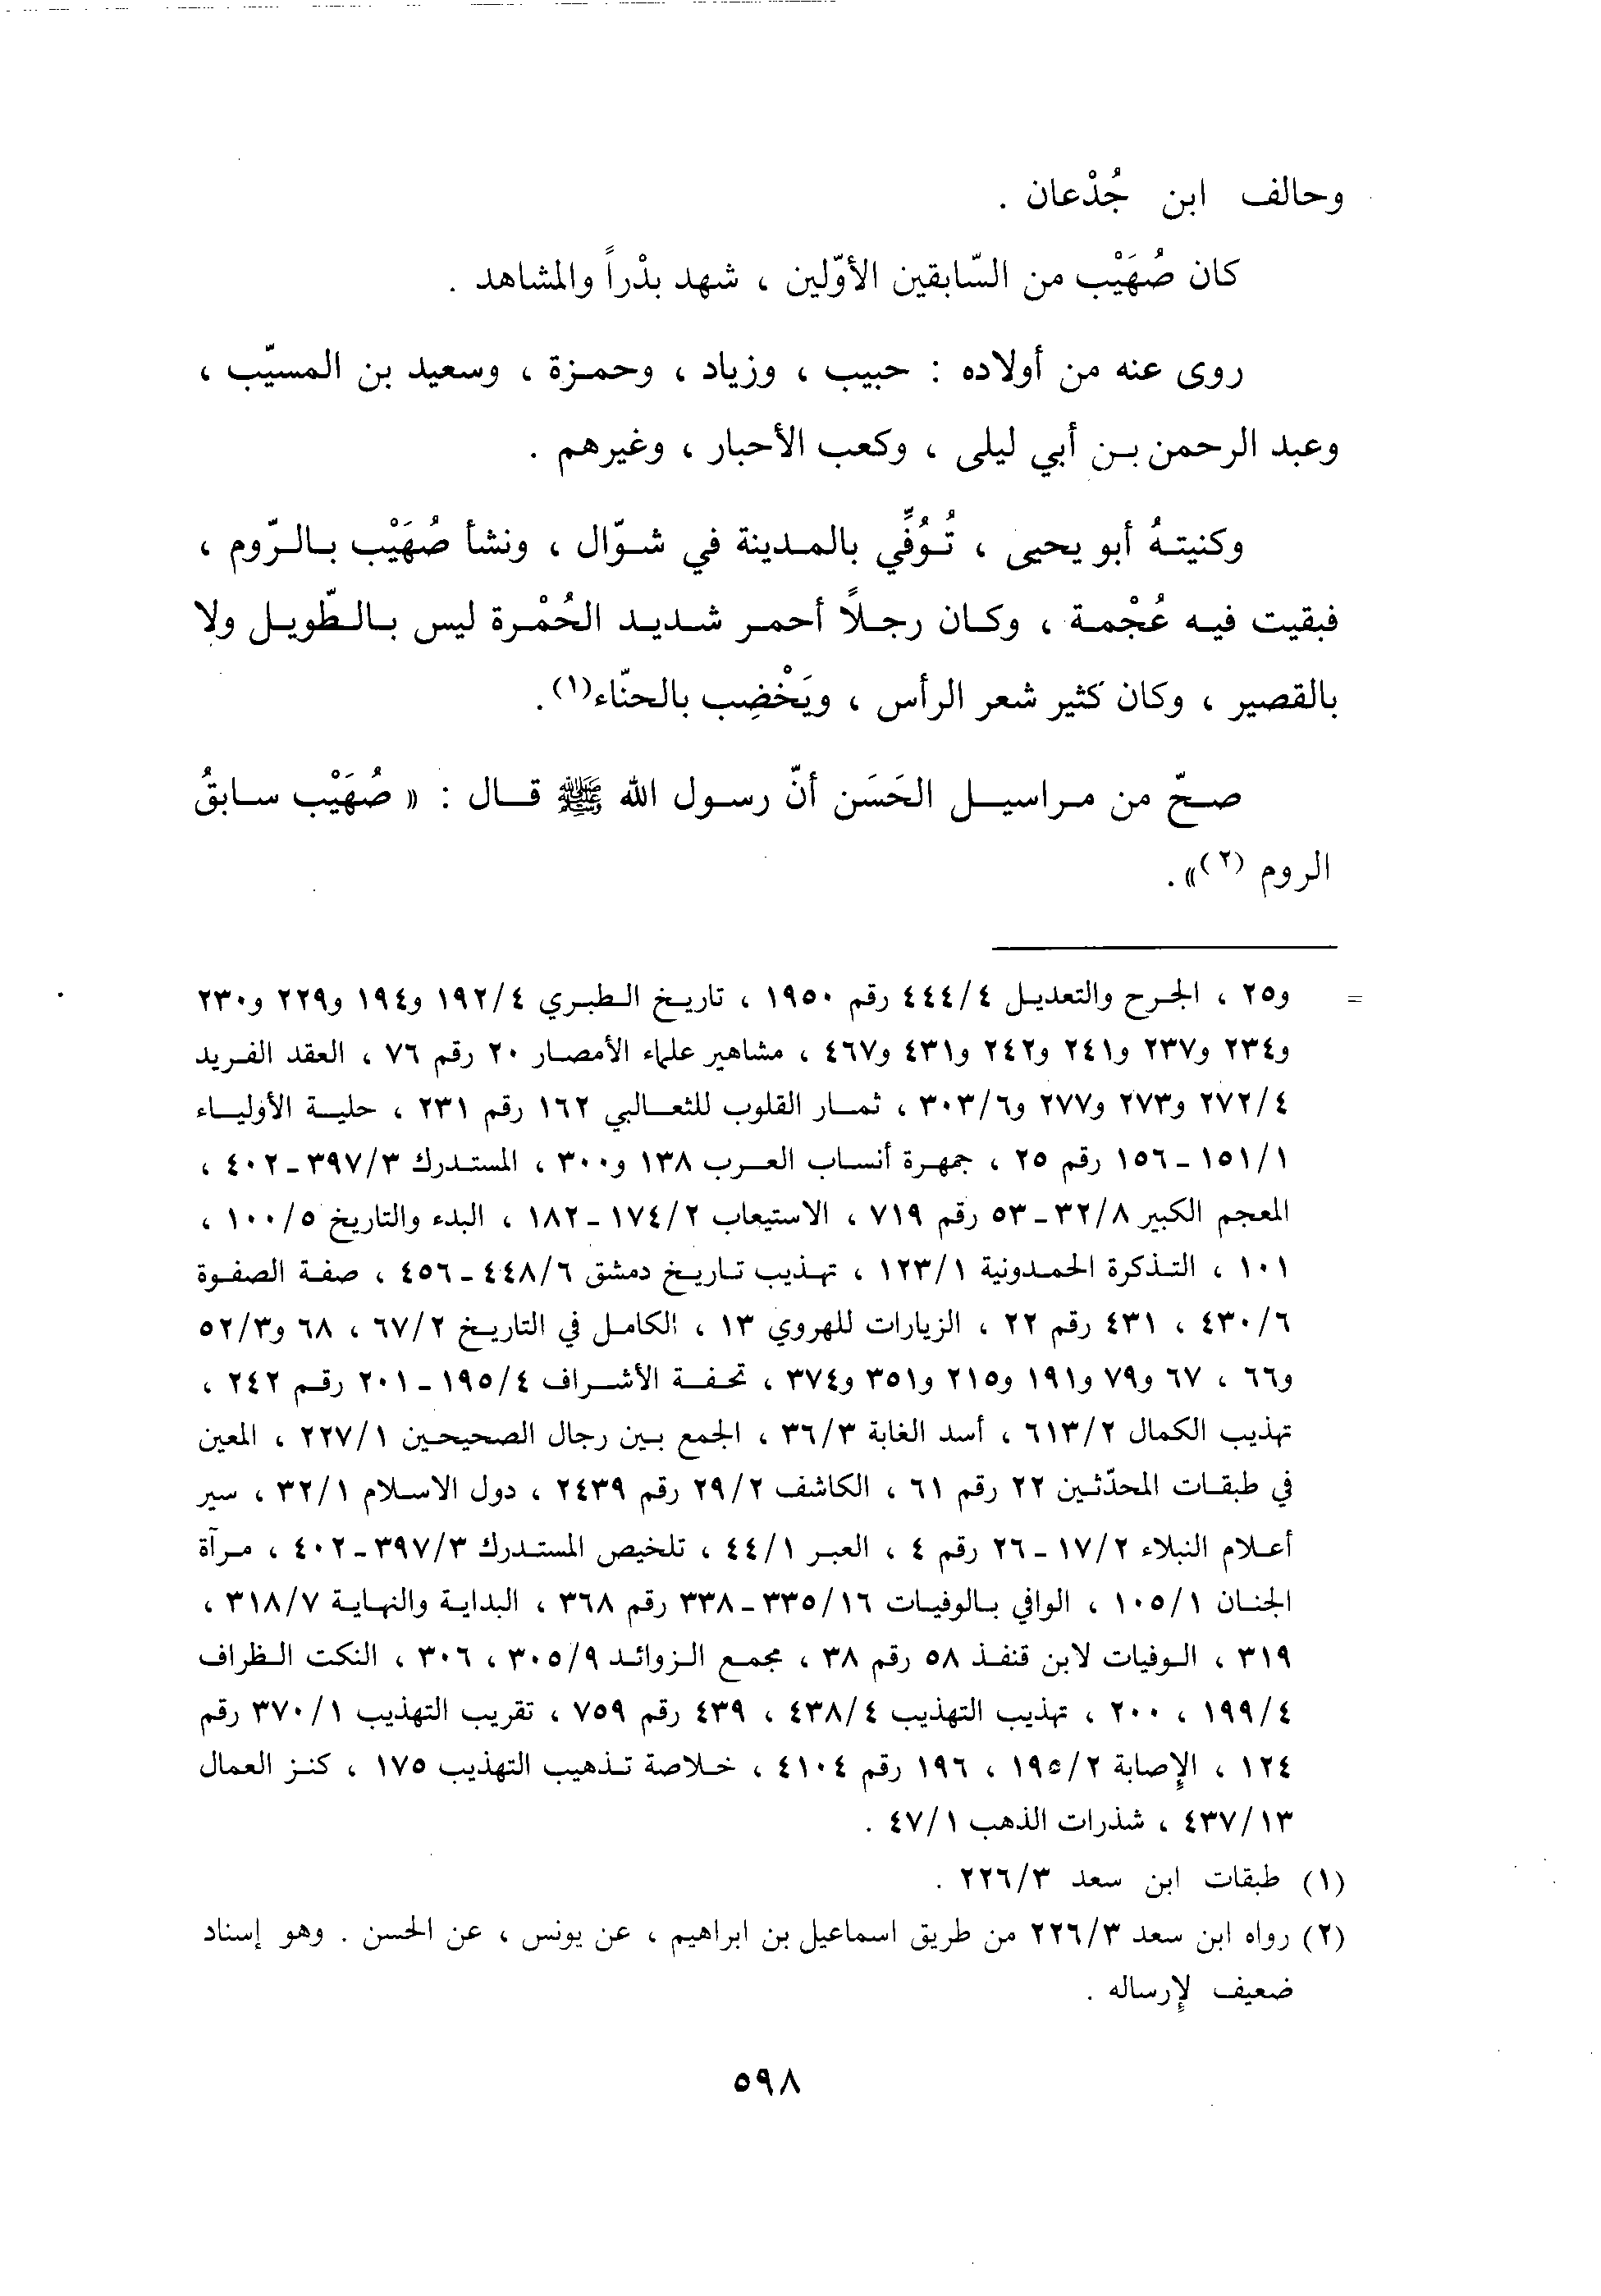 وحالف ابن جُدْعان .
كان صُهَيْب من السّابقين الأوّلين ، شهد بدْراً والمشاهد .
روى عنه من أولاده : حبيب ، وزياد ، وحمزة ، وسعيد بن المسيّب ،
وعبد الرحمن بن أبي ليلى ، وكعب الأحبار ، وغيرهم .
وكنيتهُ أبو يحيى ، تُوُفِّي بالمدينة في شوّال ، ونشأ صُهَيْب بالرّوم ،
فبقيت فيه عُجْمة ، وكان رجلاً أحمر شديد الحُمْرة ليس بالطّويل ولا
بالقصير ، وكان كثير شعر الرأس ، ويَخْضِب بالحنّاء(١).
صحّ من مراسيل الحَسَن أنّ رسول الله ﷺ قال : « صُهَيْب سابقُ
الروم (٢)».
= و٢٥ ، الجرح والتعديل ٤٤٤/٤ رقم ١٩٥٠ ، تاريخ الطبري ١٩٢/٤ و١٩٤ و٢٢٩ و٢٣٠
و٢٣٤ و٢٣٧ و٢٤١ و٢٤٢ و٤٣١ و٤٦٧ ، مشاهير علماء الأمصار ٢٠ رقم ٧٦ ، العقد الفريد
٢٧٢/٤ و٢٧٣ و٢٧٧ و٣٠٣/٦ ، ثمار القلوب للثعالبي ١٦٢ رقم ٢٣١ ، حلية الأولياء
١٥١/١ - ١٥٦ رقم ٢٥ ، جمهرة أنساب العرب ١٣٨ و٣٠٠ ، المستدرك ٣٩٧/٣ - ٤٠٢ ،
المعجم الكبير ٣٢/٨ - ٥٣ رقم ٧١٩ ، الاستيعاب ١٧٤/٢ - ١٨٢ ، البدء والتاريخ ١٠٠/٥ ،
١٠١ ، التذكرة الحمدونية ١٢٣/١ ، تهذيب تاريخ دمشق ٤٤٨/٦ - ٤٥٦ ، صفة الصفوة
٤٣٠/٦ ، ٤٣١ رقم ٢٢ ، الزيارات للهروي ١٣ ، الكامل في التاريخ ٦٧/٢ ، ٦٨ و٥٢/٣
و٦٦ ، ٦٧ و٧٩ و١٩١ و٢١٥ و٣٥١ و٣٧٤ ، تحفة الأشراف ١٩٥/٤ - ٢٠١ رقم ٢٤٢ ،
تهذيب الكمال ٦١٣/٢ ، أسد الغابة ٣٦/٣ ، الجمع بين رجال الصحيحين ٢٢٧/١ ، المعين
في طبقات المحدّثين ٢٢ رقم ٦١ ، الكاشف ٢٩/٢ رقم ٢٤٣٩ ، دول الاسلام ٣٢/١ ، سير
أعلام النبلاء ١٧/٢ - ٢٦ رقم ٤ ، العبر ٤٤/١ ، تلخيص المستدرك ٣٩٧/٣ - ٤٠٢ ، مرآة
الجنان ١٠٥/١ ، الوافي بالوفيات ٣٣٥/١٦ - ٣٣٨ رقم ٣٦٨ ، البداية والنهاية ٣١٨/٧ ،
٣١٩ ، الوفيات لابن قنفذ ٥٨ رقم ٣٨ ، مجمع الزوائد ٣٠٥/٩ ، ٣٠٦ ، النكت الظراف
١٩٩/٤ ، ٢٠٠ ، تهذيب التهذيب ٤٣٨/٤ ، ٤٣٩ رقم ٧٥٩ ، تقريب التهذيب ٣٧٠/١ رقم
١٢٤ ، الإصابة ١٩٥/٢ ، ١٩٦ رقم ٤١٠٤ ، خلاصة تذهيب التهذيب ١٧٥ ، كنز العمال
٤٣٧/١٣ ، شذرات الذهب ٤٧/١ .
(١) طبقات ابن سعد ٢٢٦/٣ .
(٢) رواه ابن سعد ٢٢٦/٣ من طريق اسماعيل بن ابراهيم ، عن يونس ، عن الحسن . وهو إسناد
ضعيف لإرساله .
٥٩٨